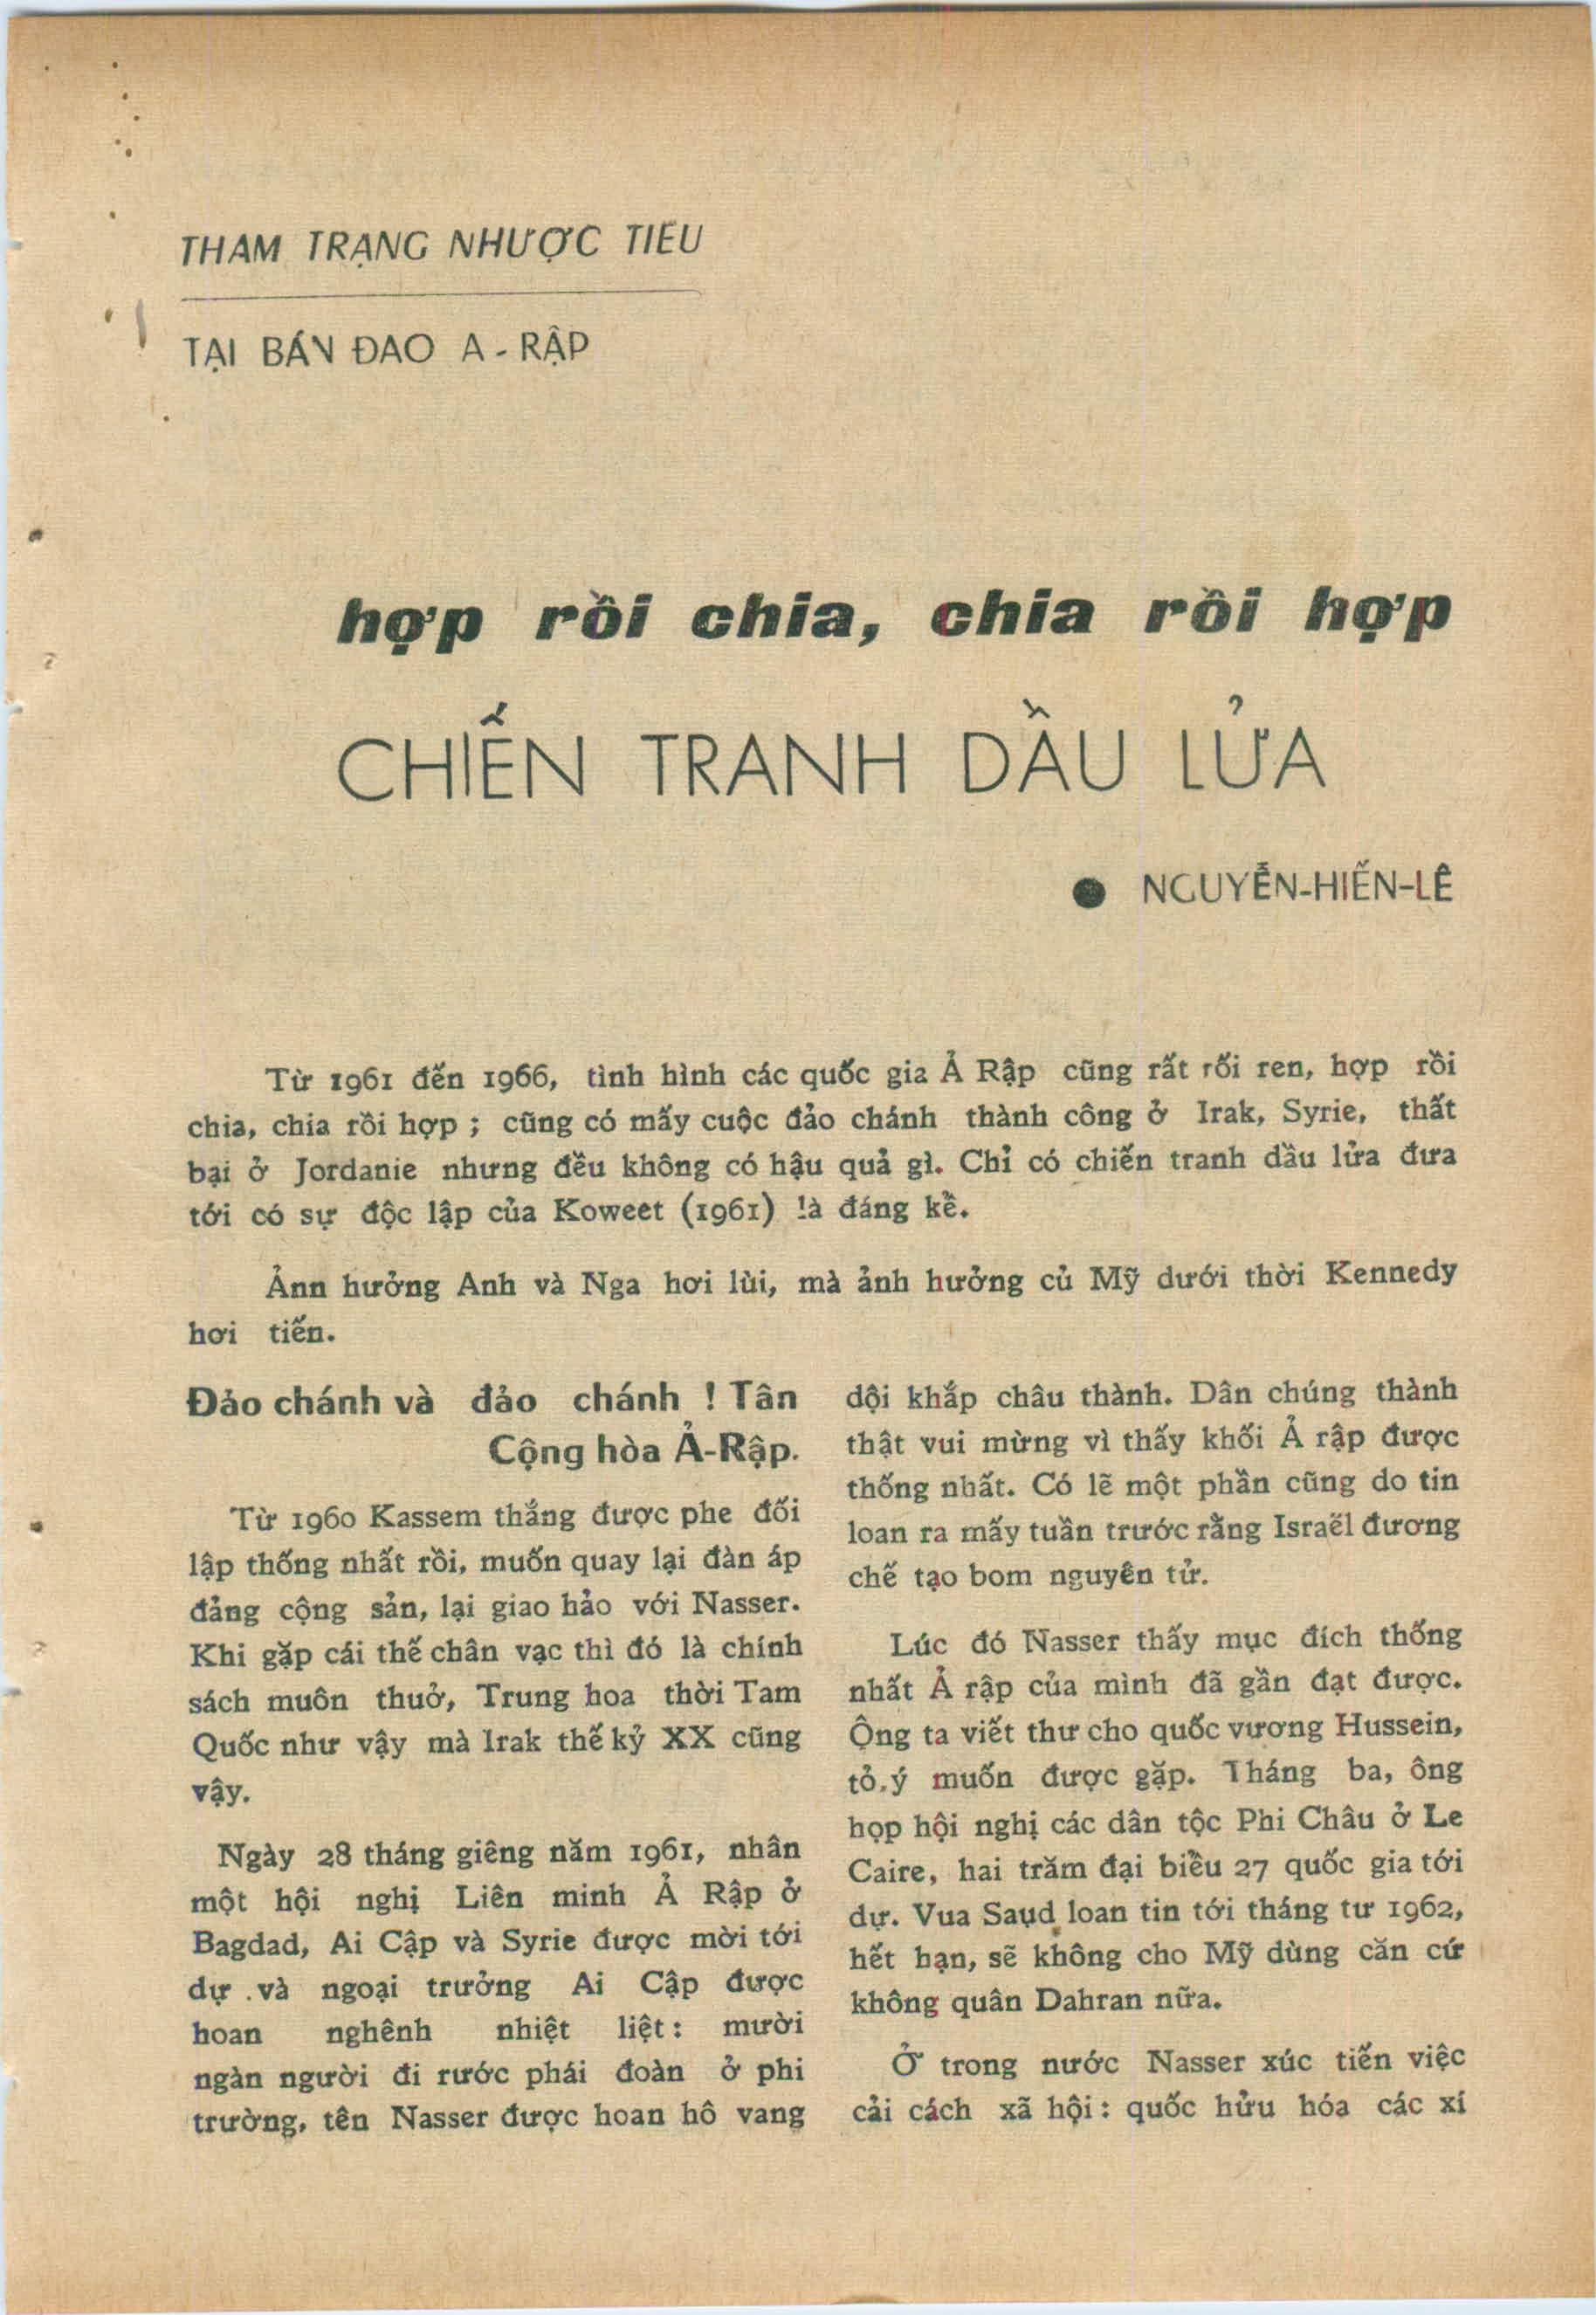 THAM TRẠNG NHƯỢC TIỂU
TẠI BÁN ĐAO A - RẬP
hợp rồi chia, chia rồi hợp
CHIẾN TRANH DẦU LỬA
● NGUYỄN-HIẾN-LÊ
Từ 1961 đến 1966, tình hình các quốc gia Ả Rập cũng rất rối ren, hợp rồi
chia, chia rồi hợp ; cũng có mấy cuộc đảo chánh thành công ở Irak, Syrie, thất
bại ở Jordanie nhưng đều không có hậu quả gì. Chỉ có chiến tranh dầu lửa đưa
tới có sự độc lập của Koweet (1961) là đáng kể.
Ảnn hưởng Anh và Nga hơi lùi, mà ảnh hưởng củ Mỹ dưới thời Kennedy
hơi tiến.
Đảo chánh và đảo chánh ! Tân
Cộng hòa Ả-Rập.
Từ 1960 Kassem thắng được phe đối
lập thống nhất rồi, muốn quay lại đàn áp
đảng cộng sản, lại giao hảo với Nasser.
Khi gặp cái thế chân vạc thì đó là chính
sách muôn thuở, Trung hoa thời Tam
Quốc như vậy mà Irak thế kỷ XX cũng
vậy.
Ngày 28 tháng giêng năm 1961, nhân
một hội nghị Liên minh Ả Rập ở
Bagdad, Ai Cập và Syrie được mời tới
dự . và ngoại trưởng Ai Cập được
hoan nghênh nhiệt liệt : mười
ngàn người đi rước phái đoàn ở phi
trường, tên Nasser được hoan hô vang
dội khắp châu thành. Dân chúng thành
thật vui mừng vì thấy khối Ả rập được
thống nhất. Có lẽ một phần cũng do tin
loan ra mấy tuần trước rằng Israël đương
chế tạo bom nguyên tử.
Lúc đó Nasser thấy mục đích thống
nhất Ả rập của mình đã gần đạt được.
Ông ta viết thư cho quốc vương Hussein,
tỏ.ý muốn được gặp. Tháng ba, ông
họp hội nghị các dân tộc Phi Châu ở Le
Caire, hai trăm đại biểu 27 quốc gia tới
dự. Vua Saud loan tin tới tháng tư 1962,
hết hạn, sẽ không cho Mỹ dùng căn cứ
không quân Dahran nữa.
Ở trong nước Nasser xúc tiến việc
cải cách xã hội : quốc hửu hóa các xí